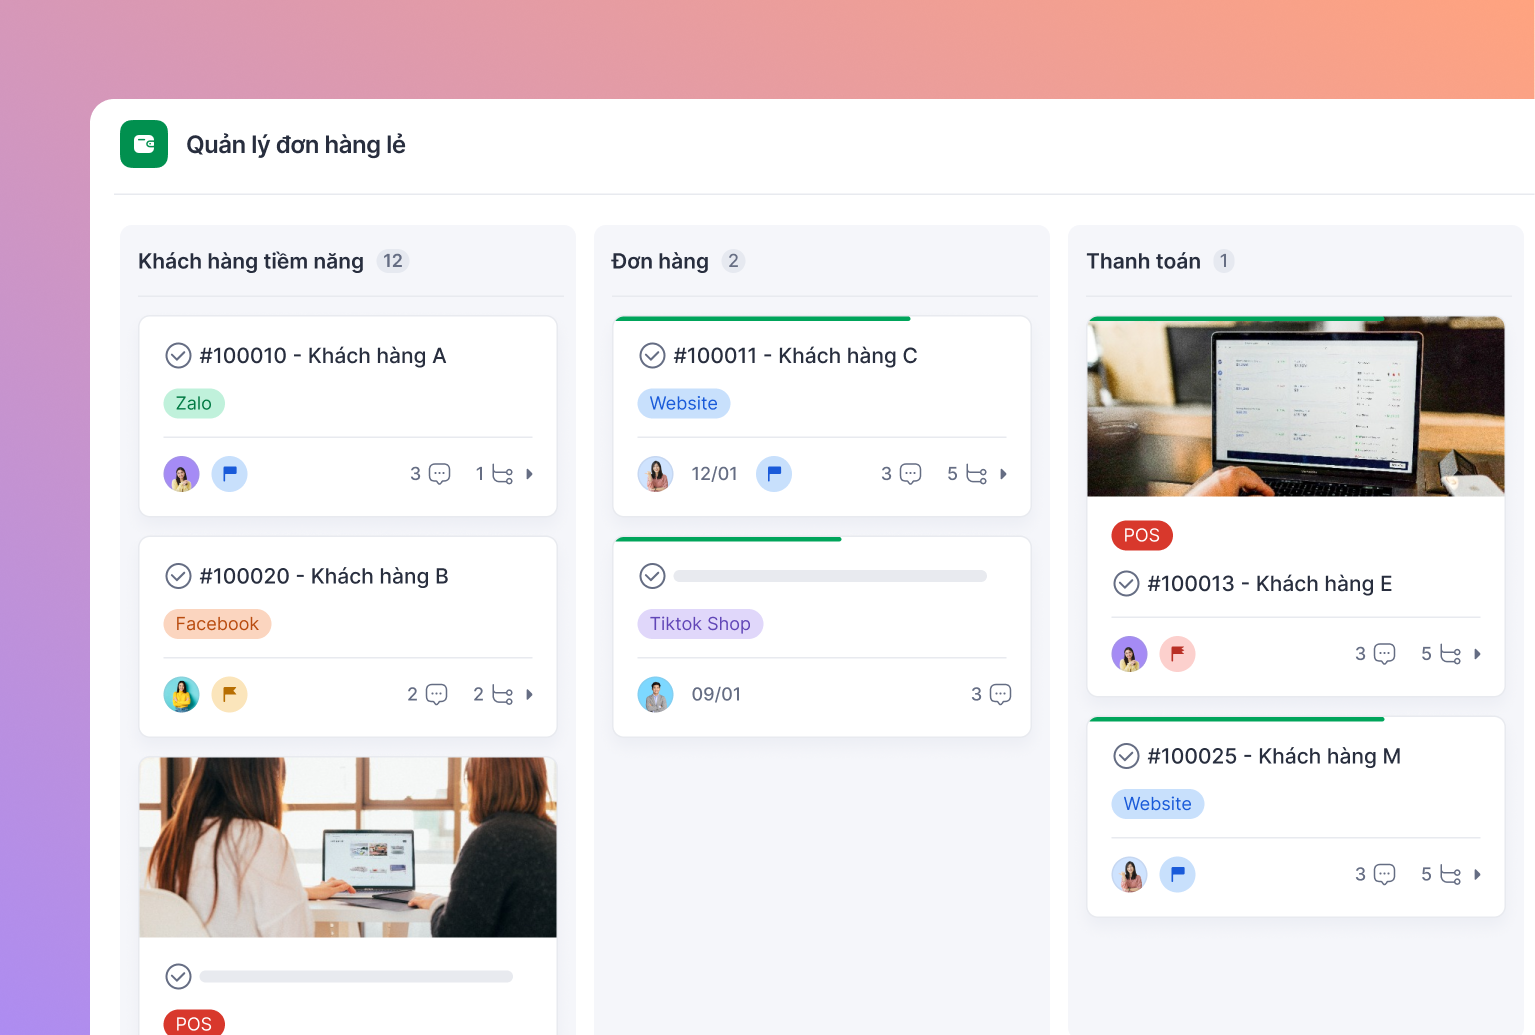 Quản lý đơn hàng lẻ
Khách hàng tiềm năng 12
#100010 - Khách hàng A
Zalo
3 1
#100020 - Khách hàng B
Facebook
2 2
POS
Đơn hàng 2
#100011 - Khách hàng C
Website
12/01 3 5
Tiktok Shop
09/01 3
Thanh toán 1
POS
#100013 - Khách hàng E
3 5
#100025 - Khách hàng M
Website
3 5